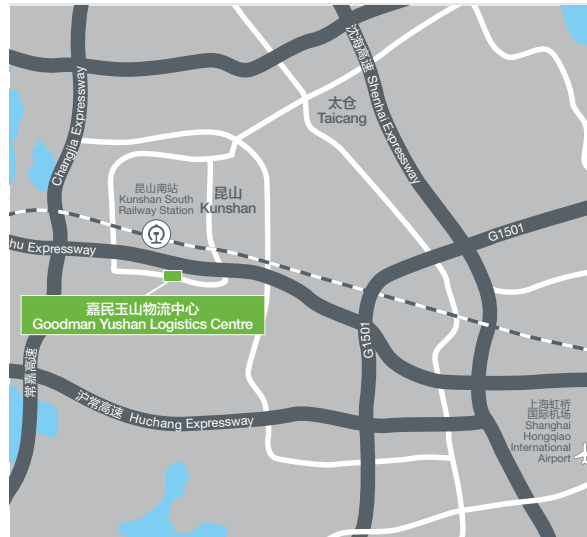 沈海高速 Shenhai Expressway
太仓
Taicang
Changjia Expressway
昆山南站
Kunshan South
Railway Station
昆山
Kunshan
G1501
hu Expressway
嘉民玉山物流中心
Goodman Yushan Logistics Centre
G1501
常嘉高速
沪常高速 Huchang Expressway
上海虹桥
国际机场
Shanghai
Hongqiao
International
Airport